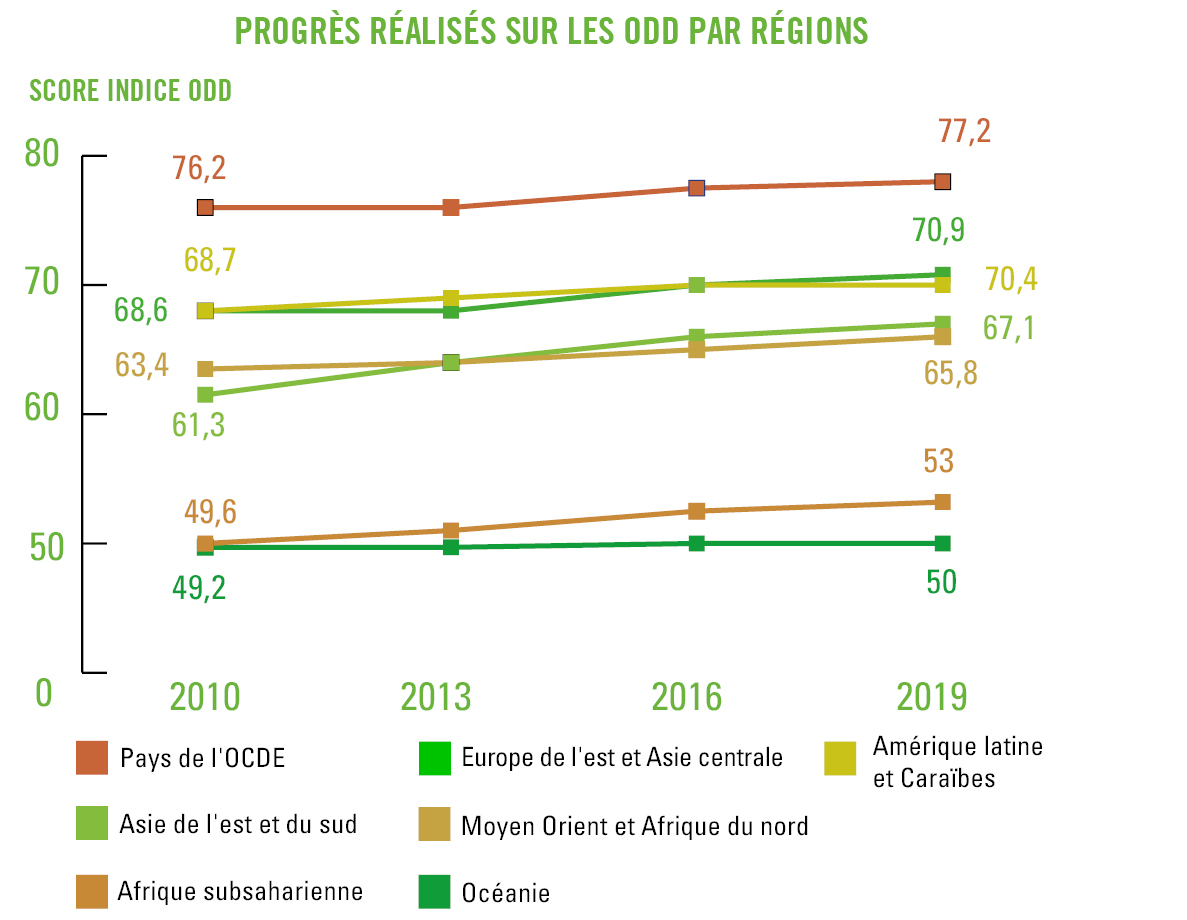 PROGRÈS RÉALISÉS SUR LES ODD PAR RÉGIONS
SCORE INDICE ODD
80
76,2
77,2
70
68,7
68,6
70,9
70,4
63,4
67,1
65,8
60
61,3
49,6
53
50
49,2
50
0
2010 2013 2016 2019
Pays de l'OCDE
Europe de l'est et Asie centrale
Amérique latine
et Caraïbes
Asie de l'est et du sud
Moyen Orient et Afrique du nord
Afrique subsaharienne
Océanie